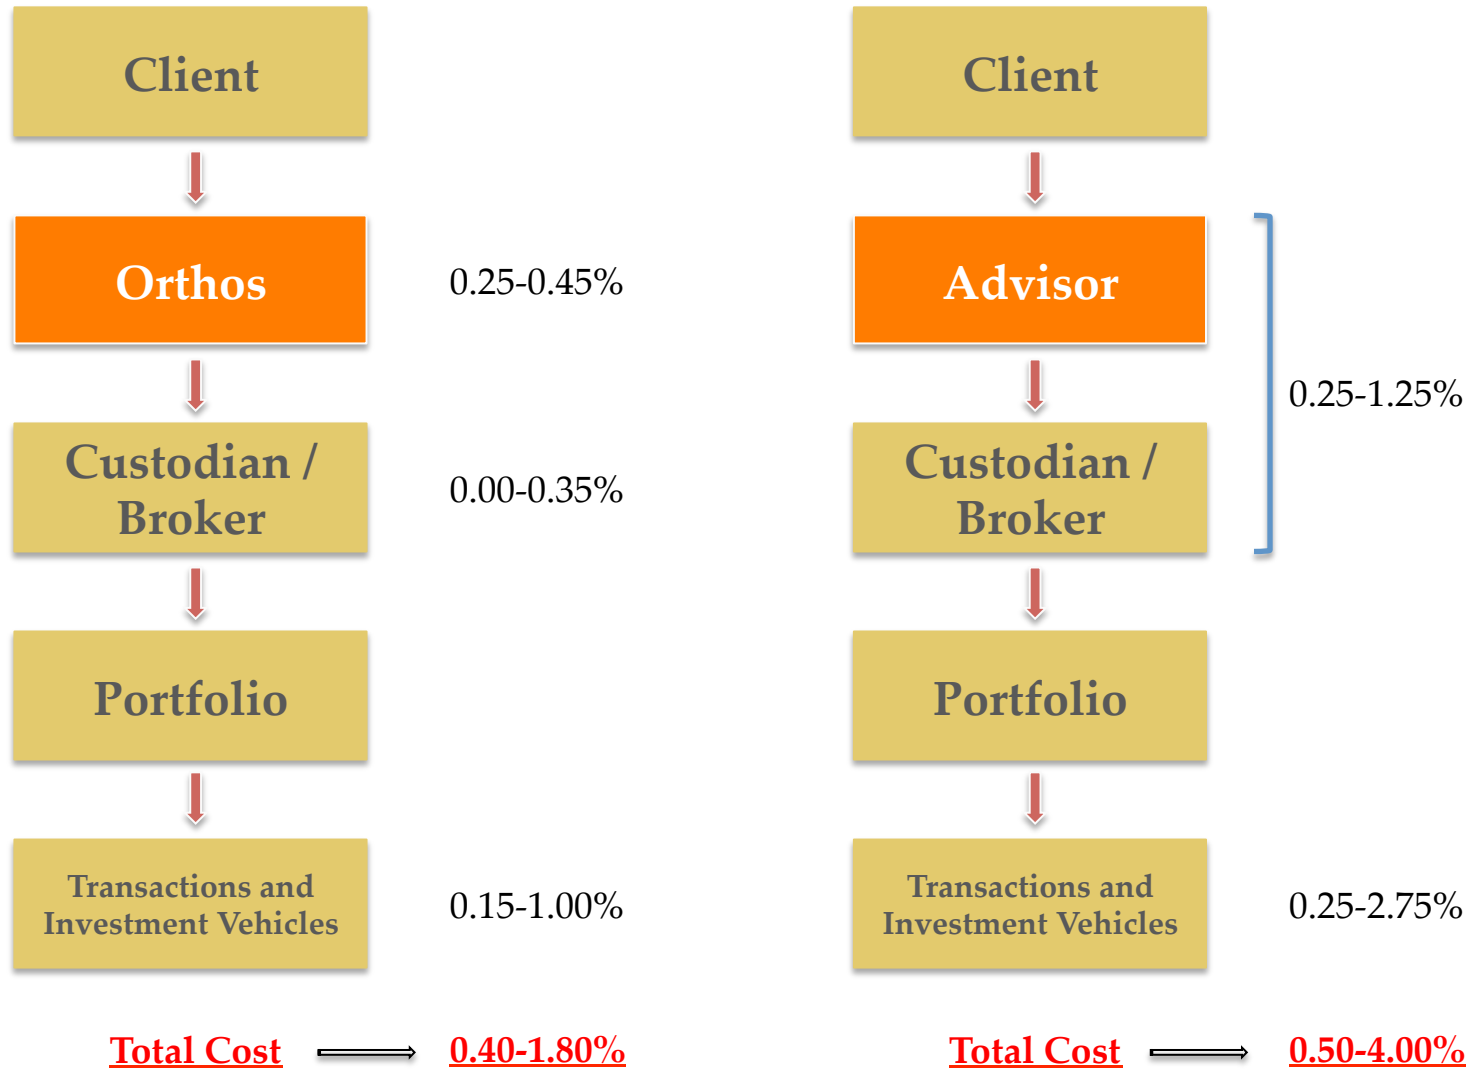 Client
Orthos
0.25-0.45%
Custodian /
Broker
0.00-0.35%
Portfolio
Transactions and
Investment Vehicles
0.15-1.00%
Total Cost
0.40-1.80%
Client
Advisor
0.25-1.25%
Custodian /
Broker
Portfolio
Transactions and
Investment Vehicles
0.25-2.75%
Total Cost
0.50-4.00%